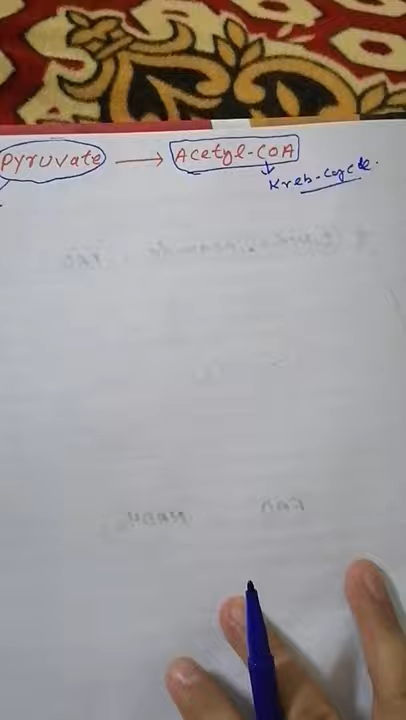 Pyruvate → Acetyl-COA
↓
Kreb-cycle.